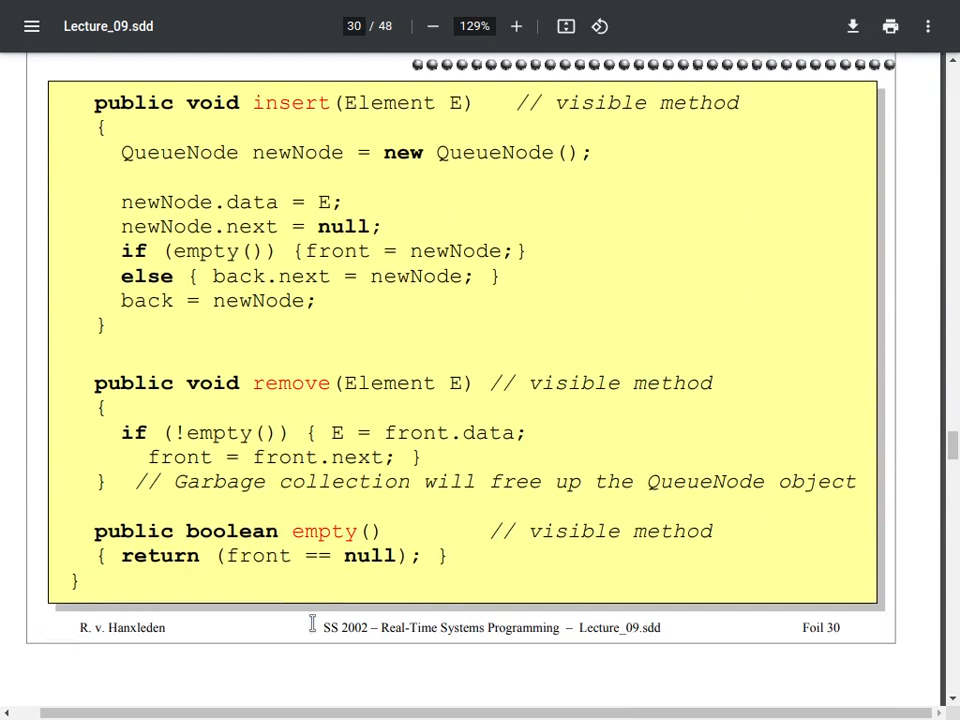 Lecture_09.sdd
30 / 48
129%
public void insert(Element E) // visible method
{
QueueNode newNode = new QueueNode();
newNode.data = E;
newNode.next = null;
if (empty()) {front = newNode;}
else { back.next = newNode; }
back = newNode;
}
public void remove(Element E) // visible method
{
if (!empty()) { E = front.data;
front = front.next; }
} // Garbage collection will free up the QueueNode object
public boolean empty() // visible method
{ return (front == null); }
}
R. v. Hanxleden SS 2002 – Real-Time Systems Programming – Lecture_09.sdd Foil 30